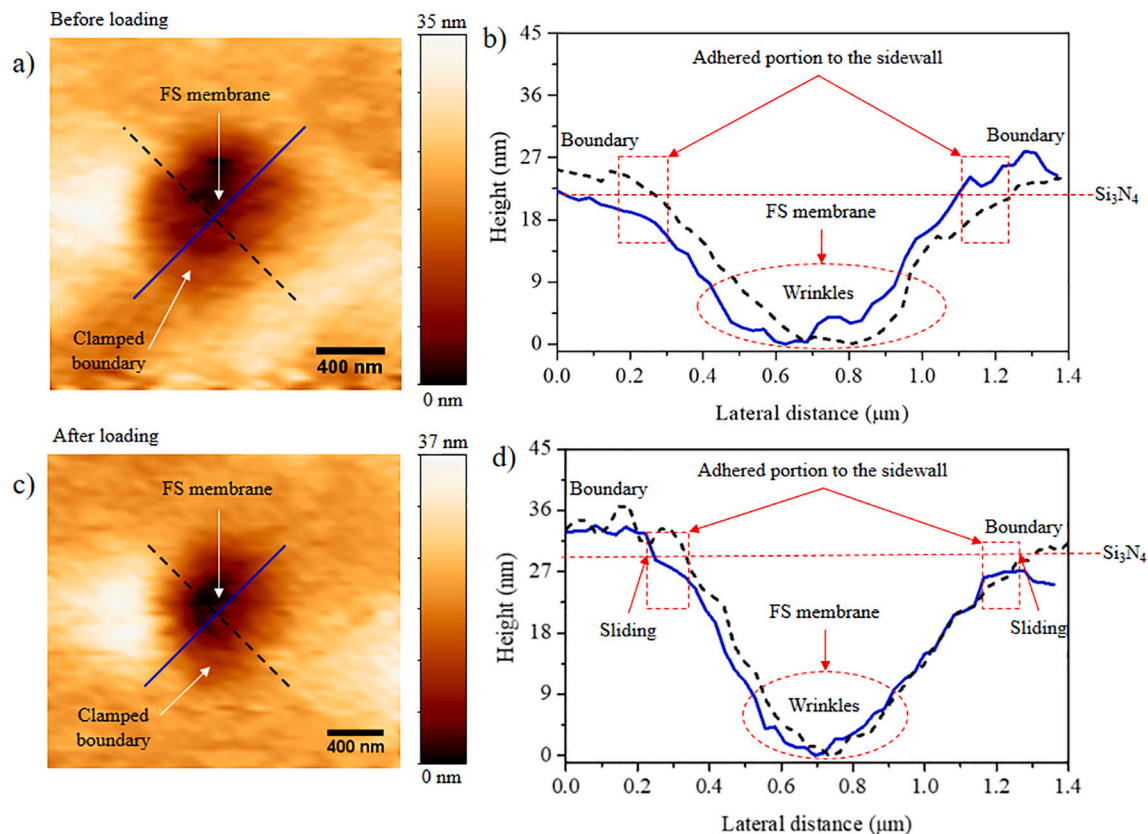 Before loading
35 nm
a)
FS membrane
Clamped
boundary
400 nm
0 nm
b)
45
36
27
18
9
0
Height (nm)
Adhered portion to the sidewall
Boundary
Boundary
Si₃N₄
FS membrane
Wrinkles
0.0 0.2 0.4 0.6 0.8 1.0 1.2 1.4
Lateral distance (μm)
After loading
37 nm
c)
FS membrane
Clamped
boundary
400 nm
0 nm
d)
45
36
27
18
9
0
Height (nm)
Adhered portion to the sidewall
Boundary
Boundary
Si₃N₄
Sliding
FS membrane
Sliding
Wrinkles
0.0 0.2 0.4 0.6 0.8 1.0 1.2 1.4
Lateral distance (μm)